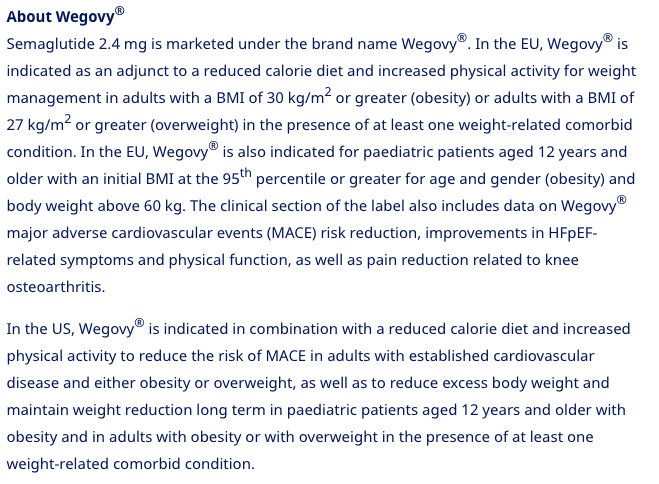 About Wegovy®
Semaglutide 2.4 mg is marketed under the brand name Wegovy®. In the EU, Wegovy® is
indicated as an adjunct to a reduced calorie diet and increased physical activity for weight
management in adults with a BMI of 30 kg/m² or greater (obesity) or adults with a BMI of
27 kg/m² or greater (overweight) in the presence of at least one weight-related comorbid
condition. In the EU, Wegovy® is also indicated for paediatric patients aged 12 years and
older with an initial BMI at the 95th percentile or greater for age and gender (obesity) and
body weight above 60 kg. The clinical section of the label also includes data on Wegovy®
major adverse cardiovascular events (MACE) risk reduction, improvements in HFpEF-
related symptoms and physical function, as well as pain reduction related to knee
osteoarthritis.
In the US, Wegovy® is indicated in combination with a reduced calorie diet and increased
physical activity to reduce the risk of MACE in adults with established cardiovascular
disease and either obesity or overweight, as well as to reduce excess body weight and
maintain weight reduction long term in paediatric patients aged 12 years and older with
obesity and in adults with obesity or with overweight in the presence of at least one
weight-related comorbid condition.